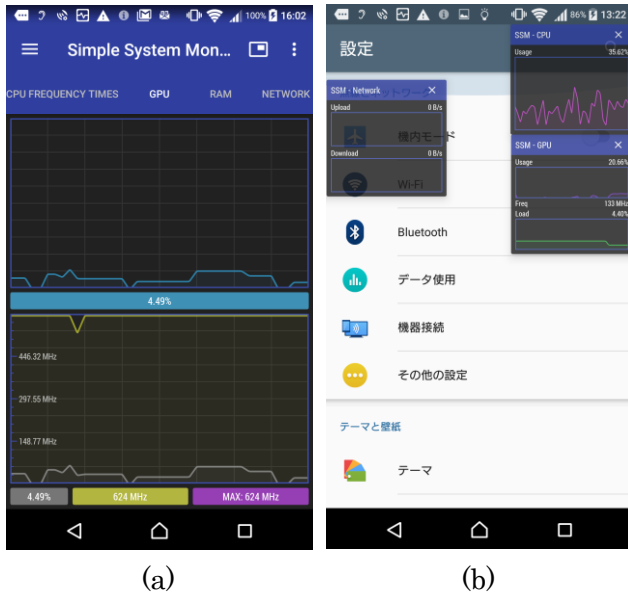 100% 16:02
Simple System Mon...
CPU FREQUENCY TIMES GPU RAM NETWORK
4.49%
446.32 MHz
297.55 MHz
148.77 MHz
4.49% 624 MHz MAX: 624 MHz
(a)
86% 13:22
設定
SSM - CPU ×
Usage 35.62%
SSM - Network ×
Upload 0 B/s
Download 0 B/s
機内モード
SSM - GPU ×
Usage 20.66%
Freq 133 MHz
Load 4.40%
Wi-Fi
Bluetooth
データ使用
機器接続
その他の設定
テーマと壁紙
テーマ
(b)